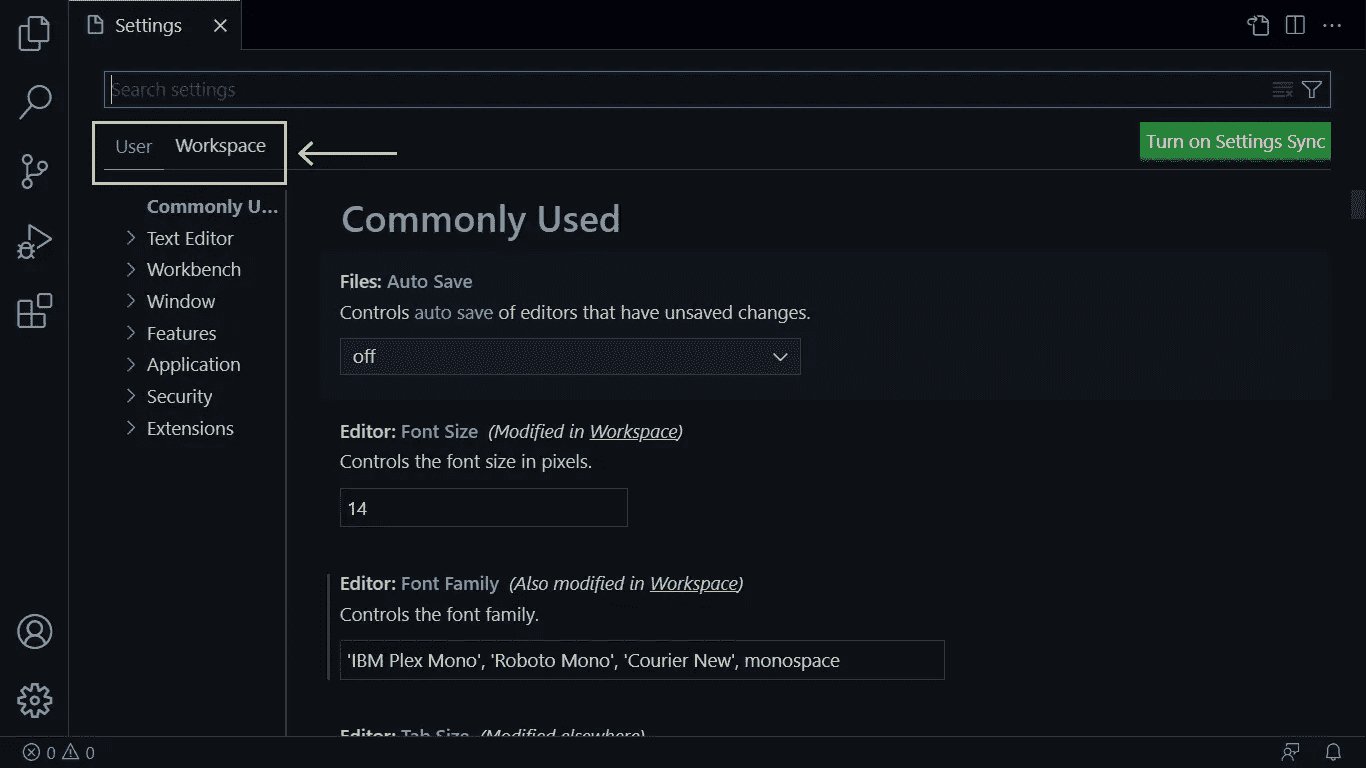 Settings
Search settings
User Workspace
Turn on Settings Sync
Commonly U...
Text Editor
Workbench
Window
Features
Application
Security
Extensions
Commonly Used
Files: Auto Save
Controls auto save of editors that have unsaved changes.
off
Editor: Font Size (Modified in Workspace)
Controls the font size in pixels.
14
Editor: Font Family (Also modified in Workspace)
Controls the font family.
'IBM Plex Mono', 'Roboto Mono', 'Courier New', monospace
Editor: Tab Size (Modified elsewhere)
0 0